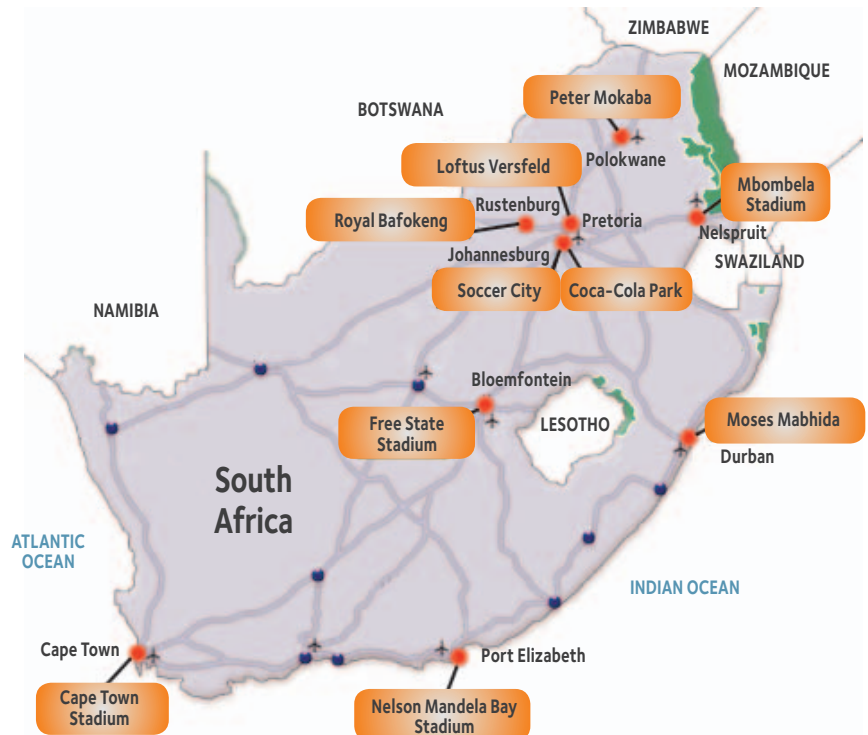 ZIMBABWE
MOZAMBIQUE
Peter Mokaba
BOTSWANA
Polokwane
Loftus Versfeld
Mbombela
Stadium
Rustenburg
Royal Bafokeng
Pretoria
Nelspruit
Johannesburg
SWAZILAND
Soccer City
Coca-Cola Park
NAMIBIA
Bloemfontein
Free State
Stadium
LESOTHO
Moses Mabhida
Durban
South
Africa
ATLANTIC
OCEAN
INDIAN OCEAN
Cape Town
Port Elizabeth
Cape Town
Stadium
Nelson Mandela Bay
Stadium